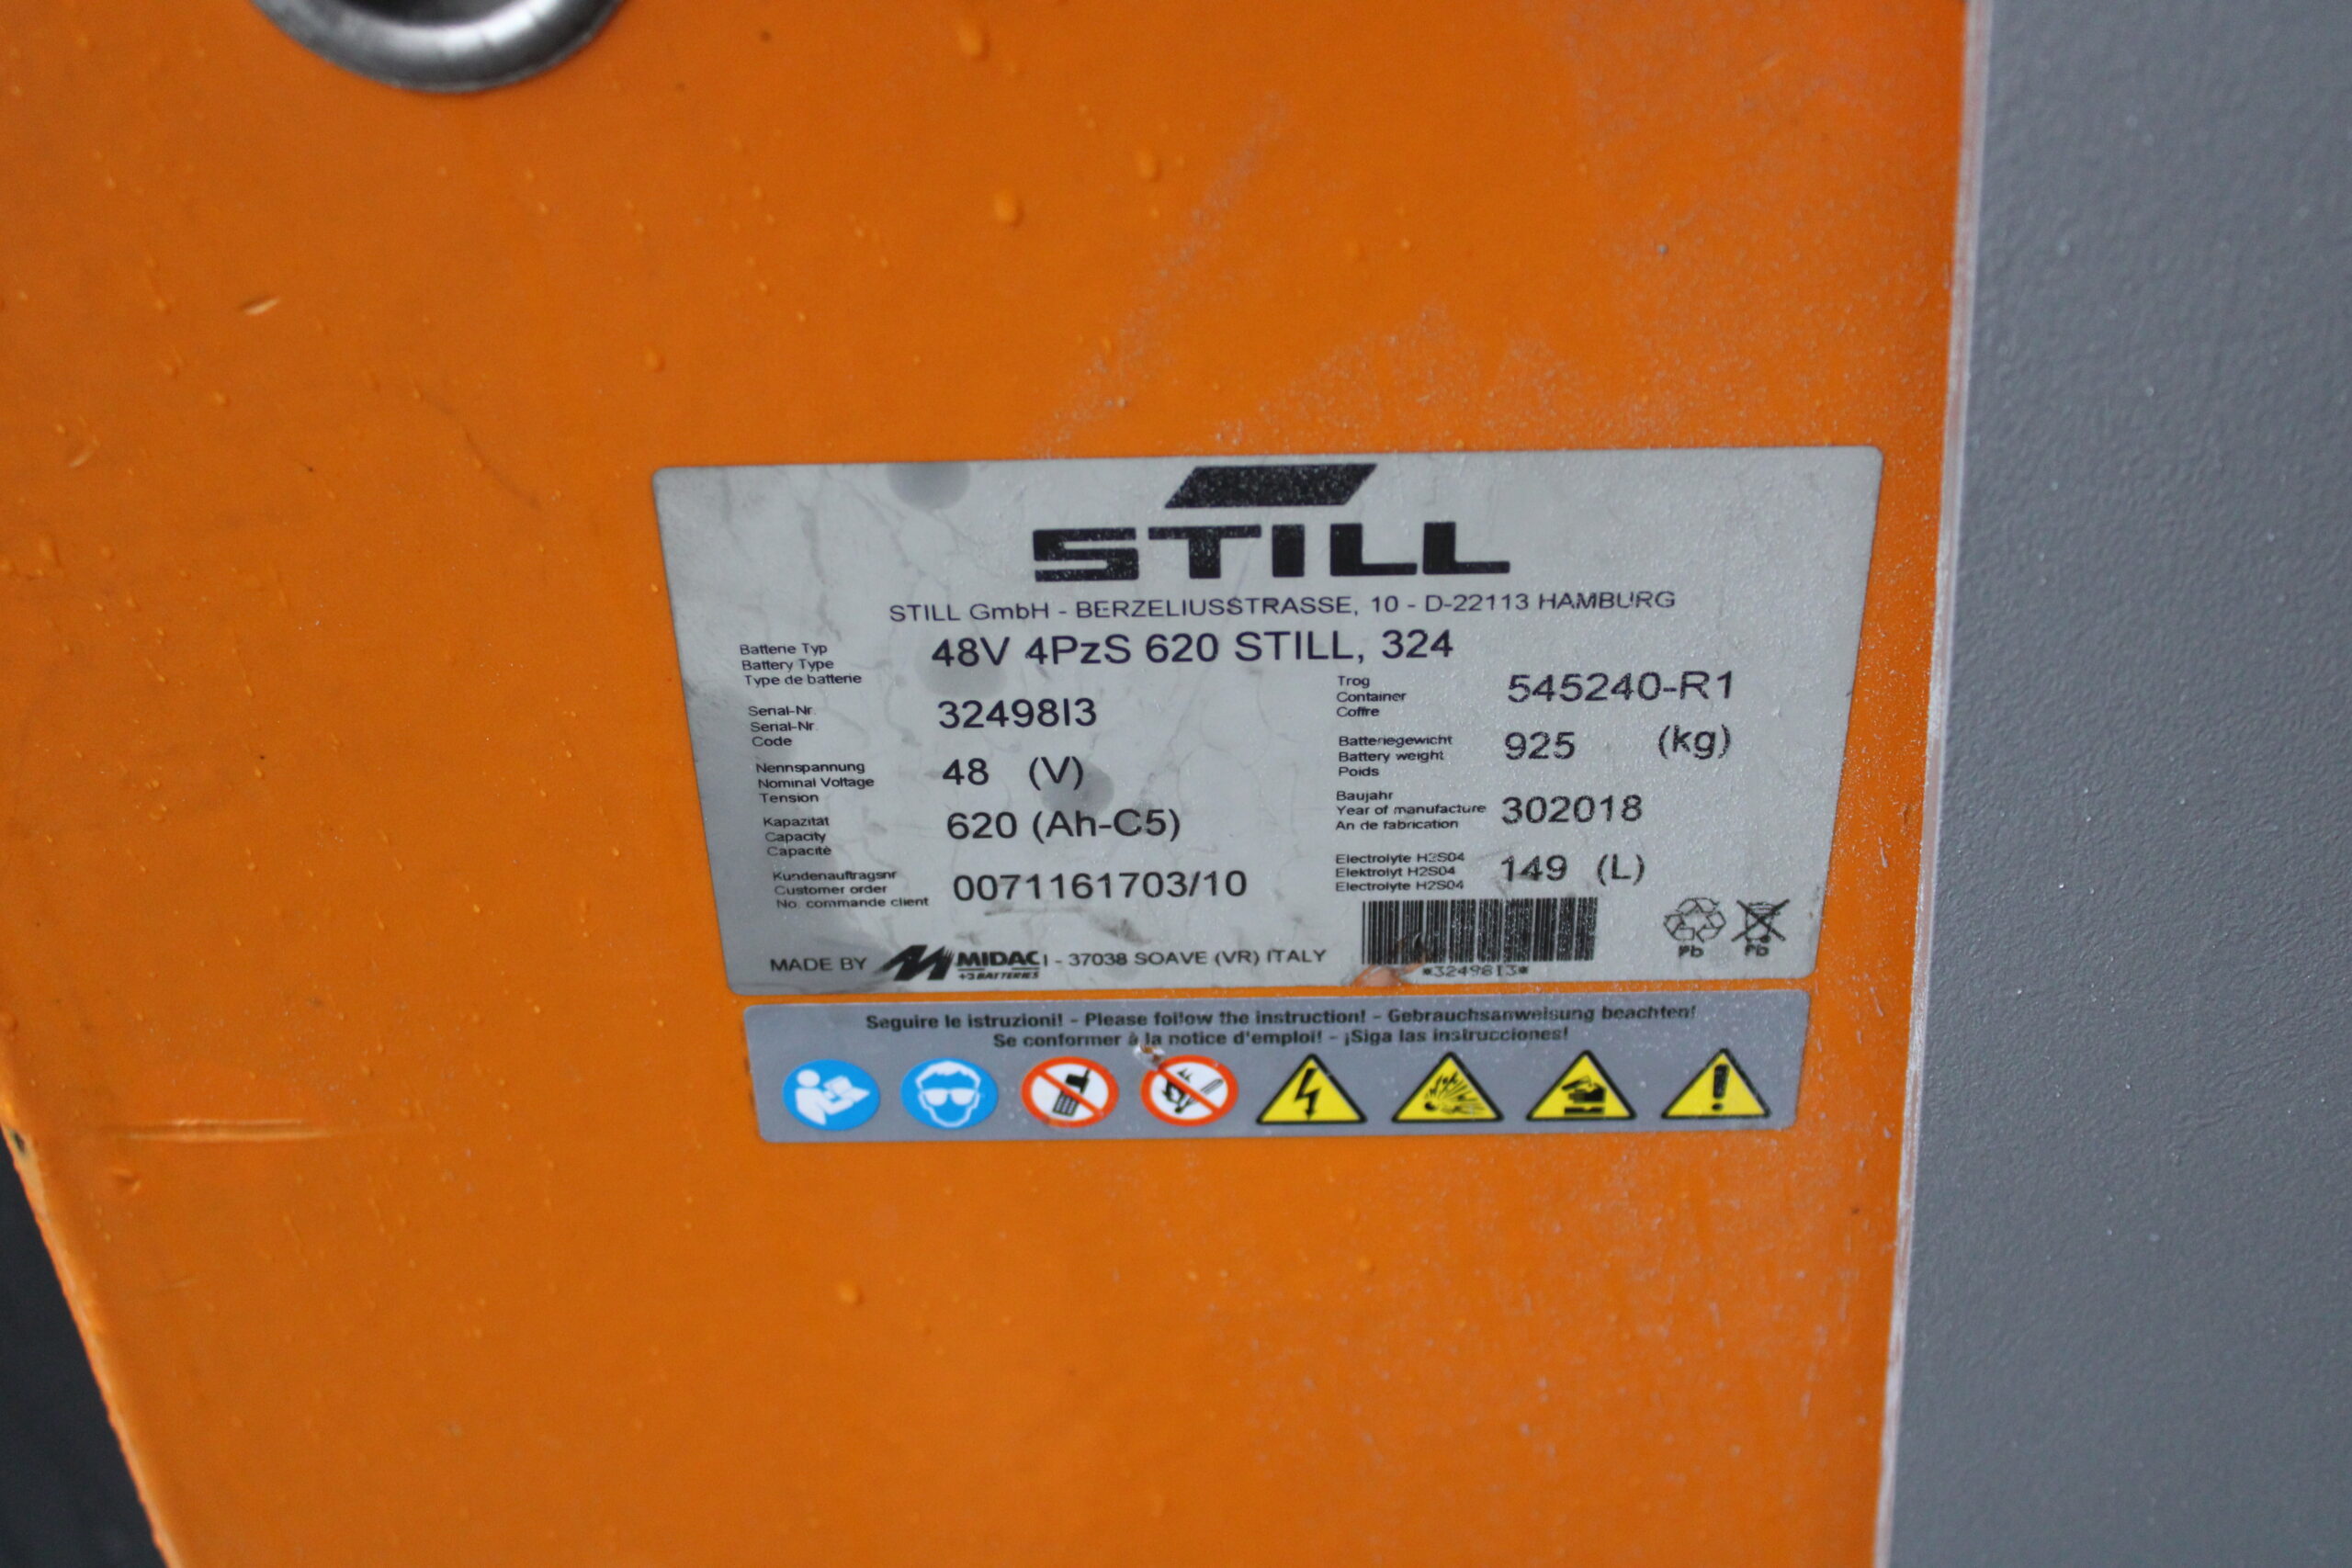 STILL
STILL GmbH - BERZELIUSSTRASSE, 10 - D-22113 HAMBURG
Batterie Typ
Battery Type
Type de batterie
48V 4PzS 620 STILL, 324
Serial-Nr.
Serial-Nr.
Code
32498I3
Trog
Container
Coffre
545240-R1
Nennspannung
Nominal Voltage
Tension
48 (V)
Batteriegewicht
Battery weight
Poids
925 (kg)
Kapazität
Capacity
Capacité
620 (Ah-C5)
Baujahr
Year of manufacture
An de fabrication
302018
Kundenauftragsnr
Customer order
No. commande client
0071161703/10
Electrolyte H2S04
Elektrolyt H2S04
Electrolyte H2S04
149 (L)
MADE BY MIDAC I - 37038 SOAVE (VR) ITALY
BATTERIES
*32498I3*
Pb Pb
Seguire le istruzioni! - Please follow the instruction! - Gebrauchsanweisung beachten!
Se conformer à la notice d'emploi! - ¡Siga las instrucciones!